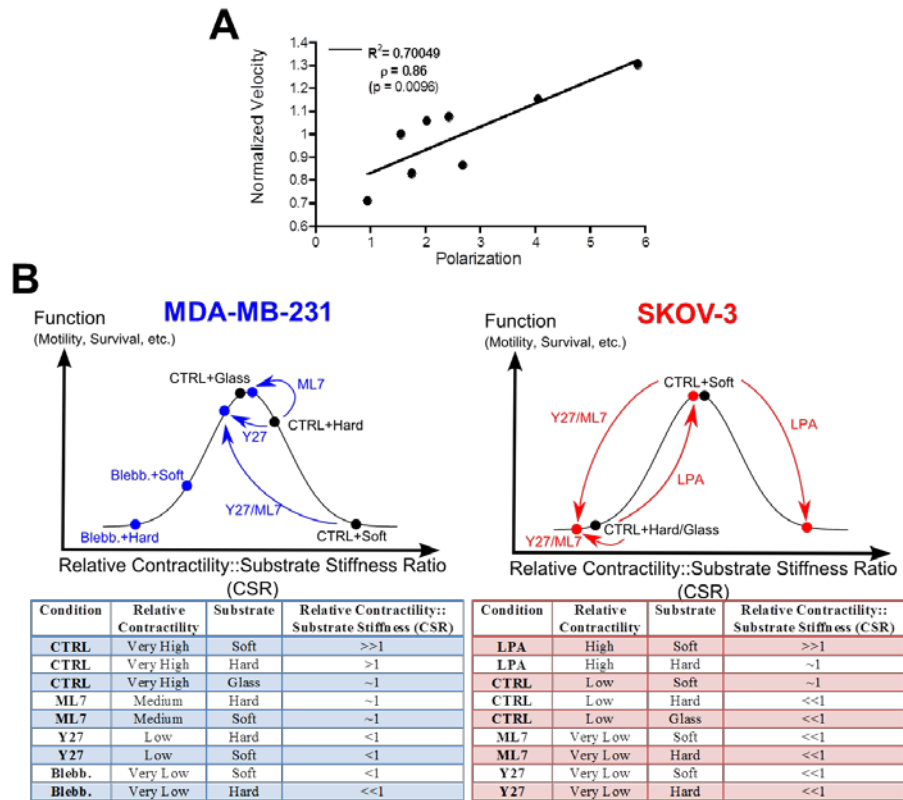 A
R²= 0.70049
ρ = 0.86
(p = 0.0096)
Normalized Velocity
1.4
1.3
1.2
1.1
1
0.9
0.8
0.7
0.6
0 1 2 3 4 5 6
Polarization
B
MDA-MB-231
Function
(Motility, Survival, etc.)
CTRL+Glass
ML7
CTRL+Hard
Y27
Blebb.+Soft
Y27/ML7
Blebb.+Hard
CTRL+Soft
Relative Contractility::Substrate Stiffness Ratio
(CSR)
SKOV-3
Function
(Motility, Survival, etc.)
CTRL+Soft
Y27/ML7
LPA
LPA
CTRL+Hard/Glass
Y27/ML7
Relative Contractility::Substrate Stiffness Ratio
(CSR)
Condition Relative Contractility Substrate Relative Contractility:: Substrate Stiffness (CSR)
CTRL Very High Soft >>1
CTRL Very High Hard >1
CTRL Very High Glass ~1
ML7 Medium Hard ~1
ML7 Medium Soft ~1
Y27 Low Hard <1
Y27 Low Soft <1
Blebb. Very Low Soft <1
Blebb. Very Low Hard <<1
Condition Relative Contractility Substrate Relative Contractility:: Substrate Stiffness (CSR)
LPA High Soft >>1
LPA High Hard ~1
CTRL Low Soft ~1
CTRL Low Hard <<1
CTRL Low Glass <<1
ML7 Very Low Soft <<1
ML7 Very Low Hard <<1
Y27 Very Low Soft <<1
Y27 Very Low Hard <<1